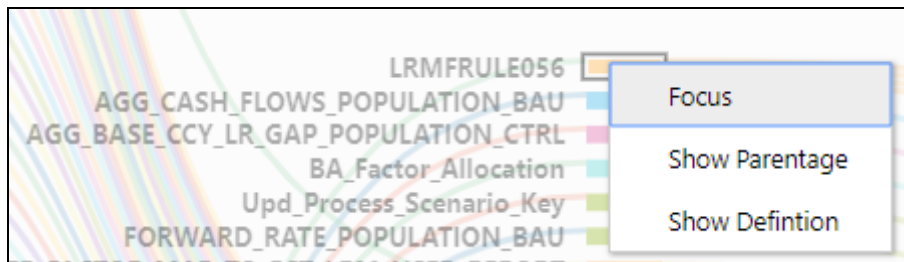 LRMFRULE056
AGG_CASH_FLOWS_POPULATION_BAU
AGG_BASE_CCY_LR_GAP_POPULATION_CTRL
BA_Factor_Allocation
Upd_Process_Scenario_Key
FORWARD_RATE_POPULATION_BAU
Focus
Show Parentage
Show Defintion